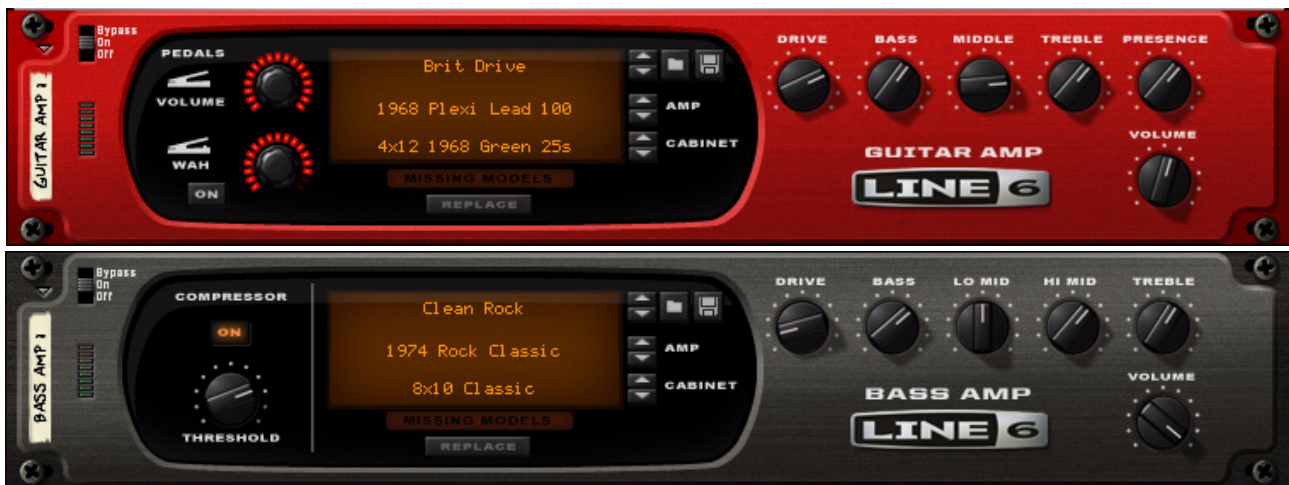 Bypass
On
Off
GUITAR AMP 1
PEDALS
VOLUME
WAH
ON
Brit Drive
1968 Plexi Lead 100
4x12 1968 Green 25s
MISSING MODELS
REPLACE
AMP
CABINET
DRIVE BASS MIDDLE TREBLE PRESENCE
VOLUME
GUITAR AMP
LINE 6
Bypass
On
Off
BASS AMP 1
COMPRESSOR
ON
THRESHOLD
Clean Rock
1974 Rock Classic
8x10 Classic
MISSING MODELS
REPLACE
AMP
CABINET
DRIVE BASS LO MID HI MID TREBLE
VOLUME
BASS AMP
LINE 6